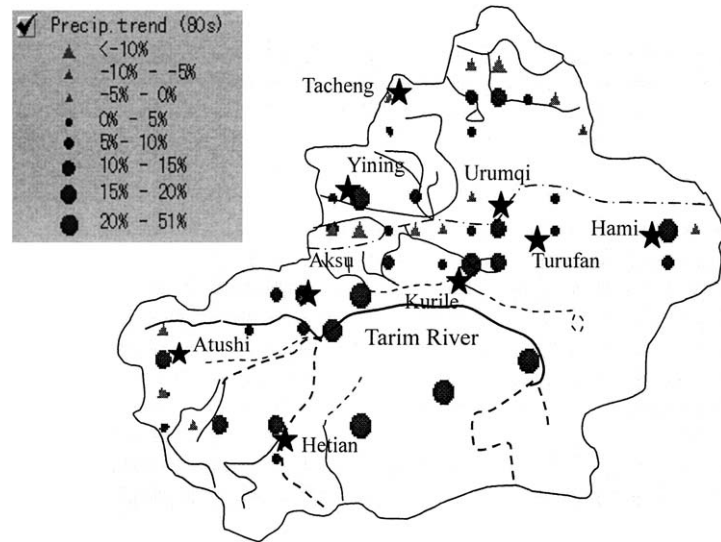 Precip.trend (80s)
<-10%
-10% - -5%
-5% - 0%
0% - 5%
5%- 10%
10% - 15%
15% - 20%
20% - 51%
Tacheng
Yining
Urumqi
Hami
Turufan
Aksu
Kurile
Atushi
Tarim River
Hetian